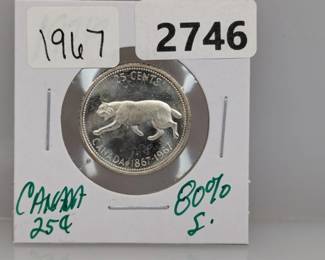 1967
2746
25 CENTS
CANADA 1867-1967
CANADA
25¢
80%
S.